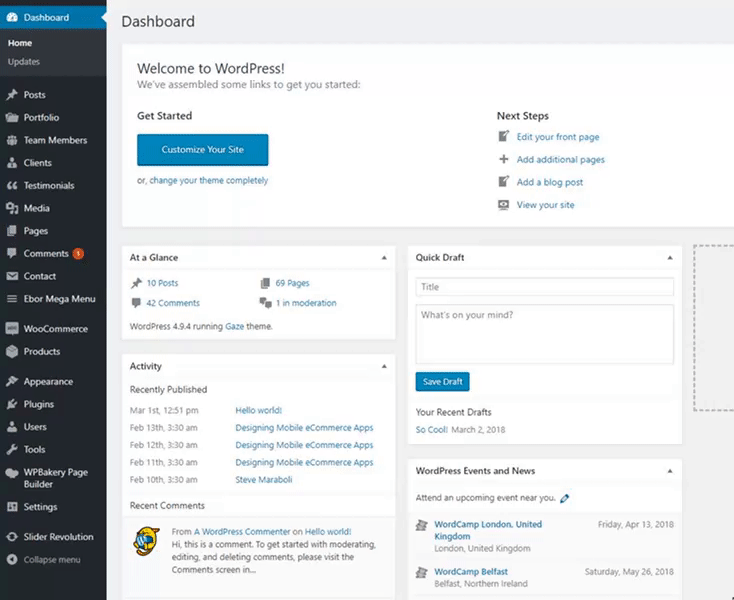 Dashboard
Home
Updates
Posts
Portfolio
Team Members
Clients
Testimonials
Media
Pages
Comments 1
Contact
Ebor Mega Menu
WooCommerce
Products
Appearance
Plugins
Users
Tools
WPBakery Page
Builder
Settings
Slider Revolution
Collapse menu
Dashboard
Welcome to WordPress!
We've assembled some links to get you started:
Get Started
Customize Your Site
or, change your theme completely
Next Steps
Edit your front page
Add additional pages
Add a blog post
View your site
At a Glance
10 Posts
69 Pages
42 Comments
1 in moderation
WordPress 4.9.4 running Gaze theme.
Activity
Recently Published
Mar 1st, 12:51 pm Hello world!
Feb 13th, 3:30 am Designing Mobile eCommerce Apps
Feb 12th, 3:30 am Designing Mobile eCommerce Apps
Feb 11th, 3:30 am Designing Mobile eCommerce Apps
Feb 10th, 3:30 am Steve Maraboli
Recent Comments
From A WordPress Commenter on Hello world!
Hi, this is a comment. To get started with moderating,
editing, and deleting comments, please visit the
Comments screen in...
Quick Draft
Title
What's on your mind?
Save Draft
Your Recent Drafts
So Cool! March 2, 2018
WordPress Events and News
Attend an upcoming event near you.
WordCamp London, United
Kingdom
London, United Kingdom
Friday, Apr 13, 2018
WordCamp Belfast
Belfast, Northern Ireland
Saturday, May 26, 2018